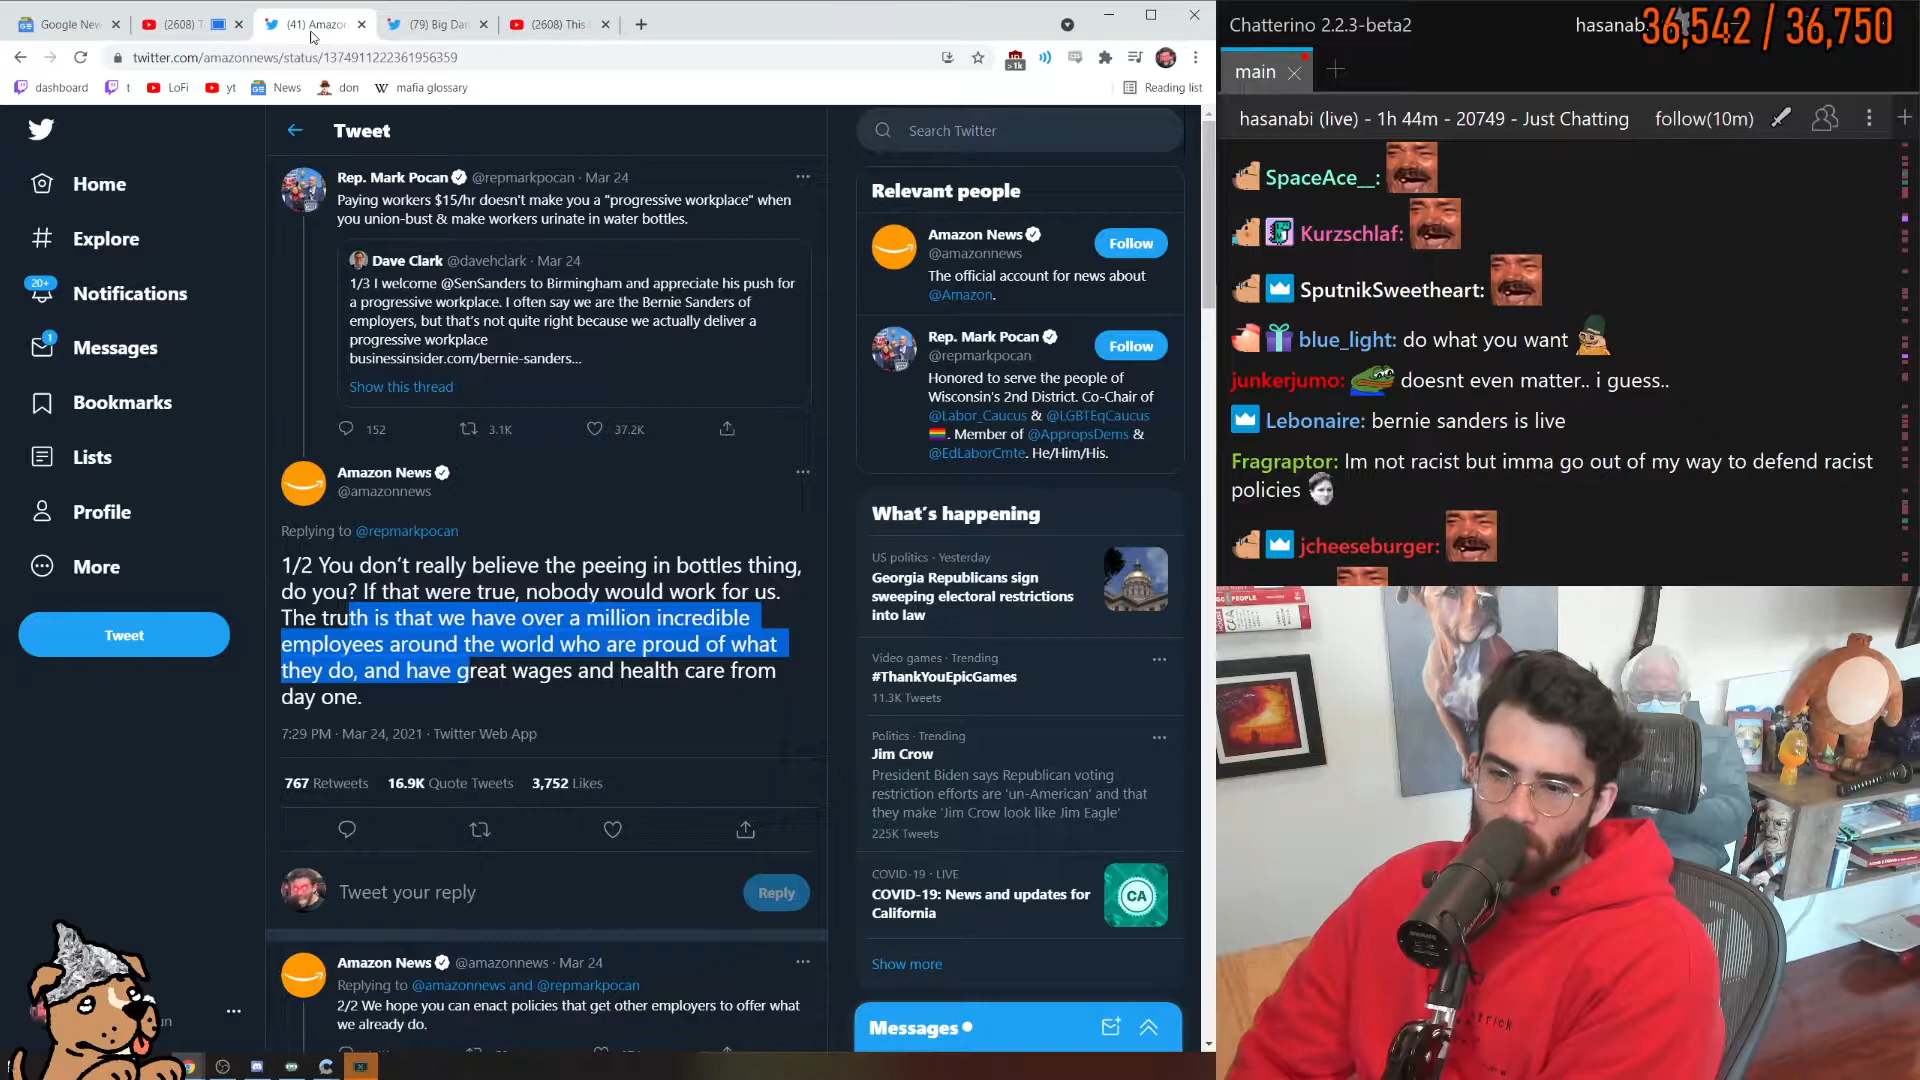 Google New
(2608) T
(41) Amazon
(79) Big Da
(2608) This
twitter.com/amazonnews/status/1374911222361956359
>1k
dashboard
t
LoFi
yt
News
don
mafia glossary
Reading list
Home
Explore
20+
Notifications
1
Messages
Bookmarks
Lists
Profile
More
Tweet
Tweet
Rep. Mark Pocan @repmarkpocan · Mar 24
Paying workers $15/hr doesn't make you a "progressive workplace" when
you union-bust & make workers urinate in water bottles.
Dave Clark @davehclark · Mar 24
1/3 I welcome @SenSanders to Birmingham and appreciate his push for
a progressive workplace. I often say we are the Bernie Sanders of
employers, but that's not quite right because we actually deliver a
progressive workplace
businessinsider.com/bernie-sanders...
Show this thread
152
3.1K
37.2K
Amazon News
@amazonnews
Replying to @repmarkpocan
1/2 You don't really believe the peeing in bottles thing,
do you? If that were true, nobody would work for us.
The truth is that we have over a million incredible
employees around the world who are proud of what
they do, and have great wages and health care from
day one.
7:29 PM · Mar 24, 2021 · Twitter Web App
767 Retweets 16.9K Quote Tweets 3,752 Likes
Tweet your reply
Reply
Amazon News @amazonnews · Mar 24
Replying to @amazonnews and @repmarkpocan
2/2 We hope you can enact policies that get other employers to offer what
we already do.
Search Twitter
Relevant people
Amazon News
@amazonnews
Follow
The official account for news about
@Amazon.
Rep. Mark Pocan
@repmarkpocan
Follow
Honored to serve the people of
Wisconsin's 2nd District. Co-Chair of
@Labor_Caucus & @LGBTEqCaucus
. Member of @AppropsDems &
@EdLaborCmte. He/Him/His.
What's happening
US politics · Yesterday
Georgia Republicans sign
sweeping electoral restrictions
into law
Video games · Trending
#ThankYouEpicGames
11.3K Tweets
Politics · Trending
Jim Crow
President Biden says Republican voting
restriction efforts are 'un-American' and that
they make 'Jim Crow look like Jim Eagle'
225K Tweets
COVID-19 · LIVE
COVID-19: News and updates for
California
CA
Show more
Messages
Chatterino 2.2.3-beta2
hasanab
36,542 / 36,750
main
hasanabi (live) - 1h 44m - 20749 - Just Chatting
follow(10m)
SpaceAce__:
Kurzschlaf:
SputnikSweetheart:
blue_light: do what you want
junkerjumo: doesnt even matter.. i guess..
Lebonaire: bernie sanders is live
Fragraptor: Im not racist but imma go out of my way to defend racist
policies
jcheeseburger:
PEOPLE